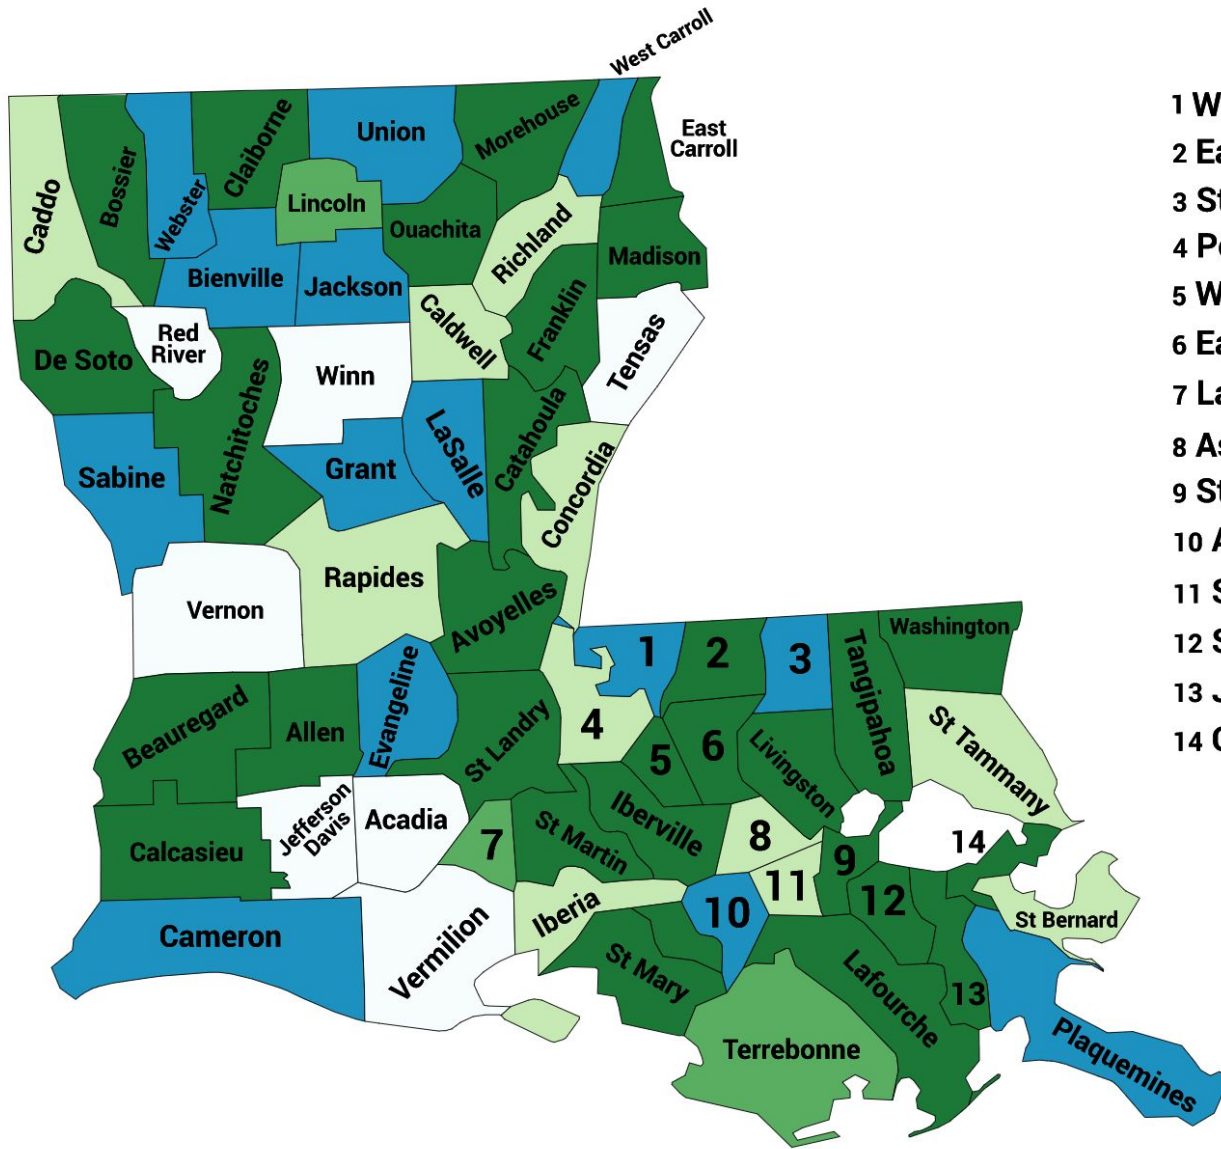 West Carroll
East
Carroll
Caddo
Bossier
Webster
Claiborne
Union
Morehouse
Lincoln
Ouachita
Richland
Madison
Bienville
Jackson
Caldwell
Franklin
Tensas
De Soto
Red
River
Natchitoches
Winn
LaSalle
Catahoula
Concordia
Sabine
Grant
Vernon
Rapides
Avoyelles
1
2
3
Tangipahoa
Washington
Beauregard
Allen
Evangeline
St Landry
4
5
6
Livingston
St Tammany
Calcasieu
Jefferson
Davis
Acadia
7
St Martin
Iberville
8
9
14
Cameron
Vermilion
Iberia
10
11
12
St Bernard
St Mary
Lafourche
13
Terrebonne
Plaquemines
1 W
2 Ea
3 St
4 P
5 W
6 Ea
7 La
8 As
9 St
10 A
11 S
12 S
13 J
14